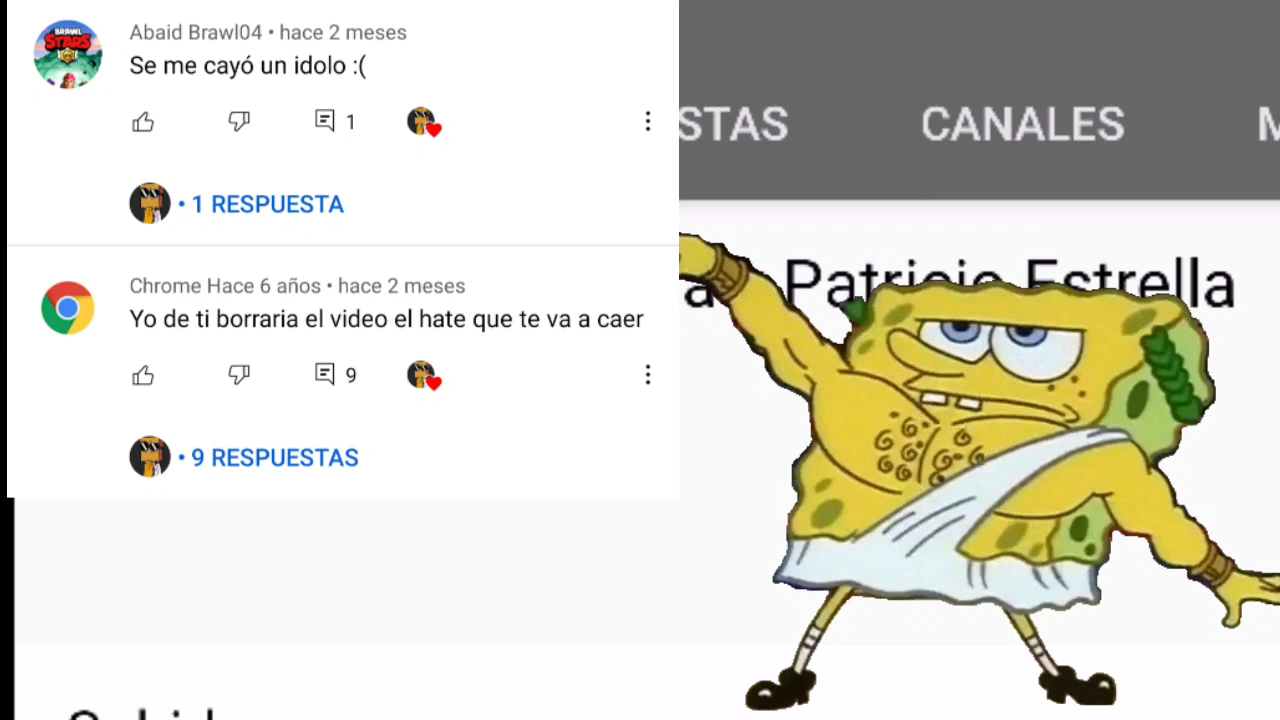 Abaid Brawl04 • hace 2 meses
Se me cayó un idolo :(
1
• 1 RESPUESTA
Chrome Hace 6 años • hace 2 meses
Yo de ti borraria el video el hate que te va a caer
9
• 9 RESPUESTAS
STAS CANALES M
a Patricio Estrella
BRAWL
STARS